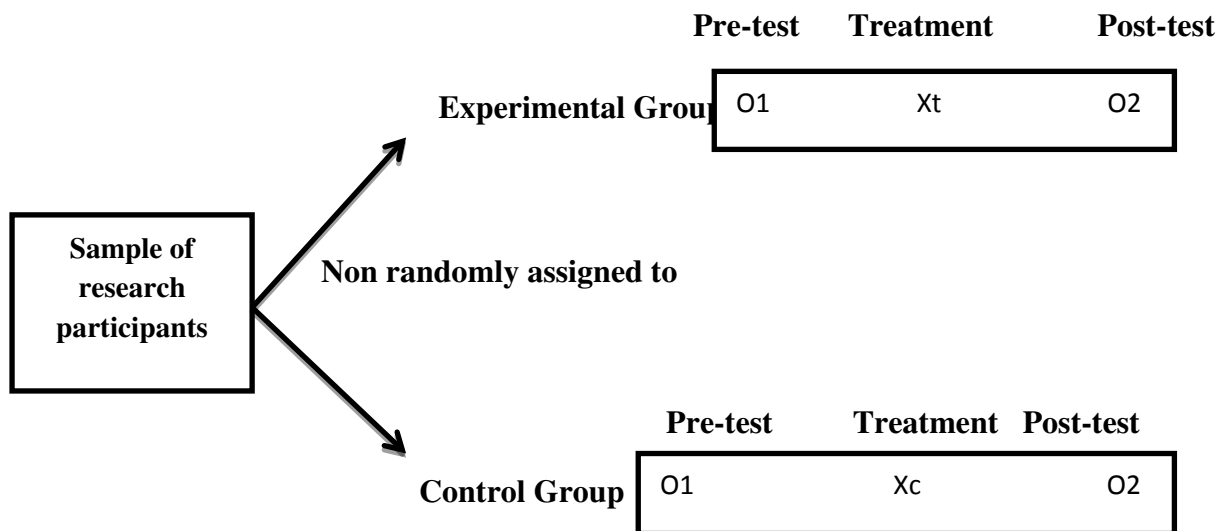 Pre-test Treatment Post-test
Experimental Group O1 Xt O2
Sample of
research
participants
Non randomly assigned to
Pre-test Treatment Post-test
Control Group O1 Xc O2